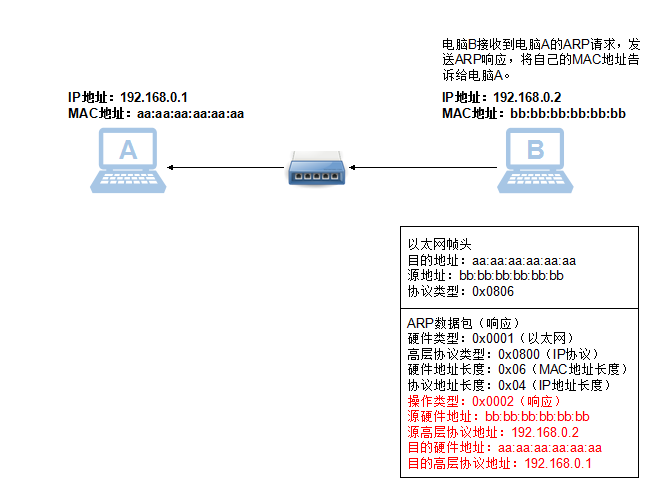 电脑B接收到电脑A的ARP请求，发
送ARP响应，将自己的MAC地址告
诉给电脑A。
IP地址：192.168.0.1
MAC地址：aa:aa:aa:aa:aa:aa
IP地址：192.168.0.2
MAC地址：bb:bb:bb:bb:bb:bb
A
B
以太网帧头
目的地址：aa:aa:aa:aa:aa:aa
源地址：bb:bb:bb:bb:bb:bb
协议类型：0x0806
ARP数据包（响应）
硬件类型：0x0001（以太网）
高层协议类型：0x0800（IP协议）
硬件地址长度：0x06（MAC地址长度）
协议地址长度：0x04（IP地址长度）
操作类型：0x0002（响应）
源硬件地址：bb:bb:bb:bb:bb:bb
源高层协议地址：192.168.0.2
目的硬件地址：aa:aa:aa:aa:aa:aa
目的高层协议地址：192.168.0.1